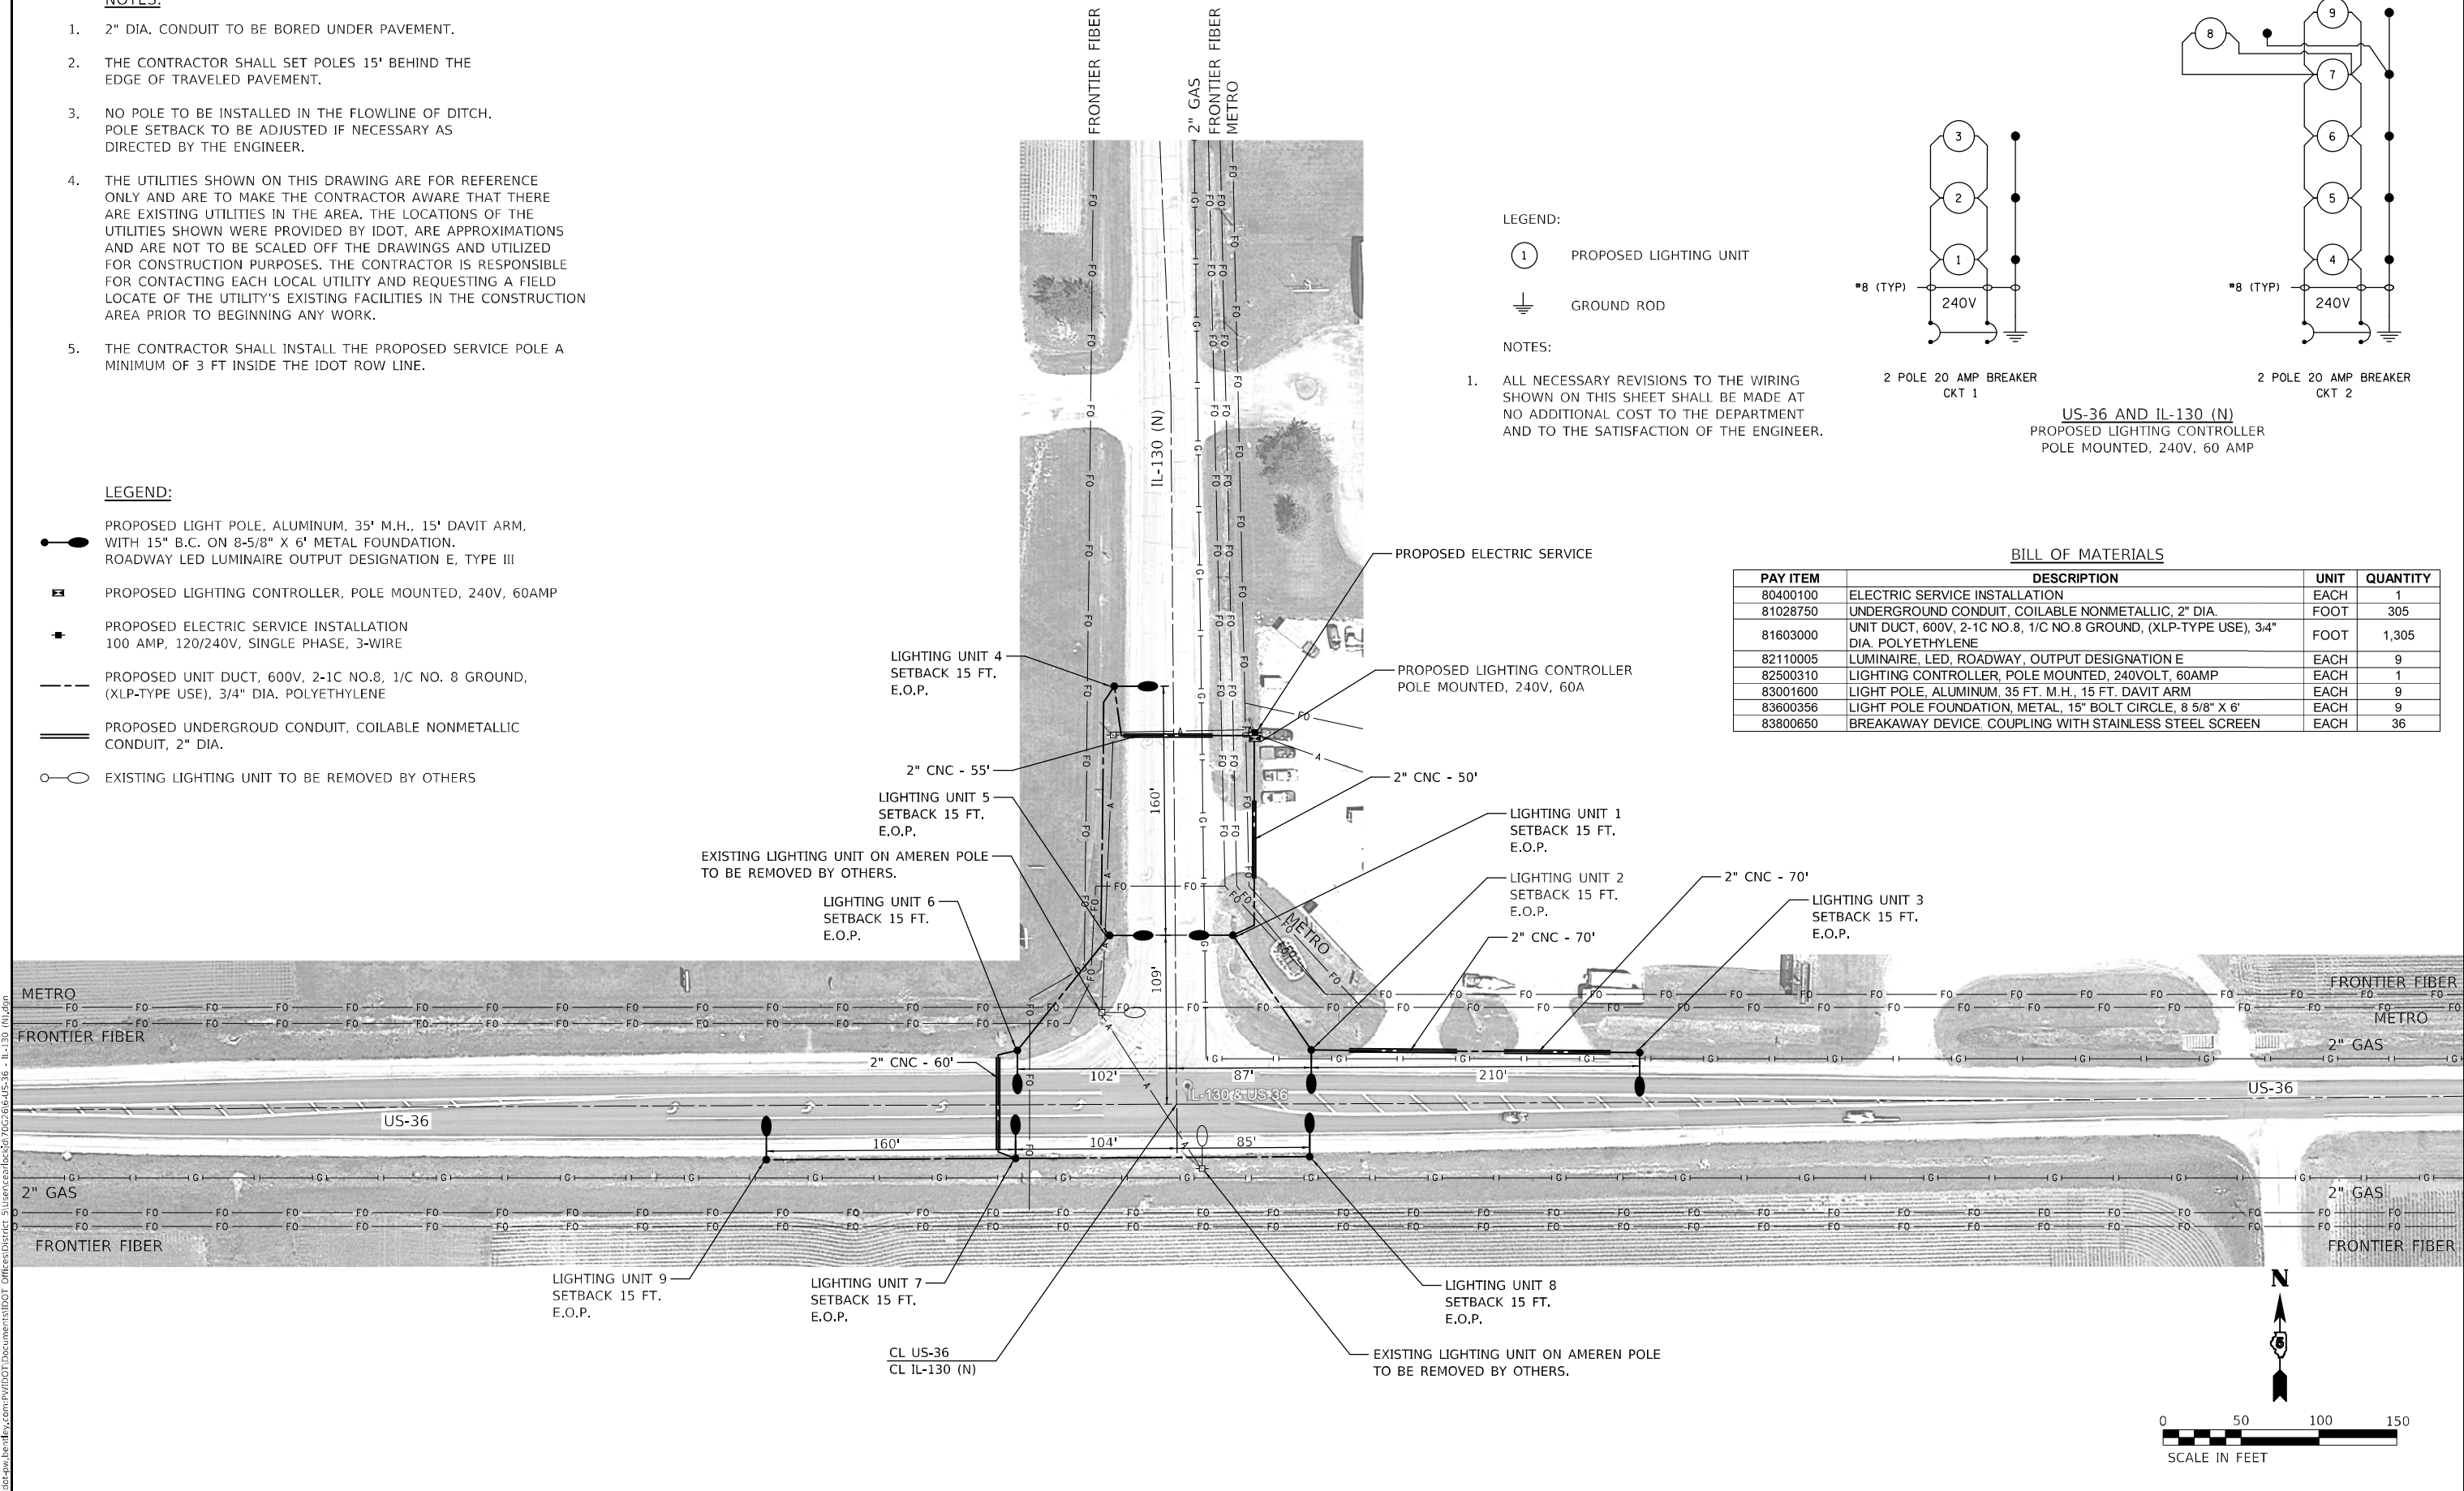 NOTES:
1. 2" DIA. CONDUIT TO BE BORED UNDER PAVEMENT.
2. THE CONTRACTOR SHALL SET POLES 15' BEHIND THE
EDGE OF TRAVELED PAVEMENT.
3. NO POLE TO BE INSTALLED IN THE FLOWLINE OF DITCH.
POLE SETBACK TO BE ADJUSTED IF NECESSARY AS
DIRECTED BY THE ENGINEER.
4. THE UTILITIES SHOWN ON THIS DRAWING ARE FOR REFERENCE
ONLY AND ARE TO MAKE THE CONTRACTOR AWARE THAT THERE
ARE EXISTING UTILITIES IN THE AREA. THE LOCATIONS OF THE
UTILITIES SHOWN WERE PROVIDED BY IDOT, ARE APPROXIMATIONS
AND ARE NOT TO BE SCALED OFF THE DRAWINGS AND UTILIZED
FOR CONSTRUCTION PURPOSES. THE CONTRACTOR IS RESPONSIBLE
FOR CONTACTING EACH LOCAL UTILITY AND REQUESTING A FIELD
LOCATE OF THE UTILITY'S EXISTING FACILITIES IN THE CONSTRUCTION
AREA PRIOR TO BEGINNING ANY WORK.
5. THE CONTRACTOR SHALL INSTALL THE PROPOSED SERVICE POLE A
MINIMUM OF 3 FT INSIDE THE IDOT ROW LINE.
LEGEND:
PROPOSED LIGHT POLE, ALUMINUM, 35' M.H., 15' DAVIT ARM,
WITH 15" B.C. ON 8-5/8" X 6' METAL FOUNDATION.
ROADWAY LED LUMINAIRE OUTPUT DESIGNATION E, TYPE III
PROPOSED LIGHTING CONTROLLER, POLE MOUNTED, 240V, 60AMP
PROPOSED ELECTRIC SERVICE INSTALLATION
100 AMP, 120/240V, SINGLE PHASE, 3-WIRE
PROPOSED UNIT DUCT, 600V, 2-1C NO.8, 1/C NO. 8 GROUND,
(XLP-TYPE USE), 3/4" DIA. POLYETHYLENE
PROPOSED UNDERGROUD CONDUIT, COILABLE NONMETALLIC
CONDUIT, 2" DIA.
EXISTING LIGHTING UNIT TO BE REMOVED BY OTHERS
FRONTIER FIBER
2" GAS
FRONTIER FIBER
METRO
IL-130 (N)
LEGEND:
1 PROPOSED LIGHTING UNIT
GROUND ROD
NOTES:
1. ALL NECESSARY REVISIONS TO THE WIRING
SHOWN ON THIS SHEET SHALL BE MADE AT
NO ADDITIONAL COST TO THE DEPARTMENT
AND TO THE SATISFACTION OF THE ENGINEER.
3
2
1
#8 (TYP)
240V
2 POLE 20 AMP BREAKER
CKT 1
9
8
7
6
5
4
#8 (TYP)
240V
2 POLE 20 AMP BREAKER
CKT 2
US-36 AND IL-130 (N)
PROPOSED LIGHTING CONTROLLER
POLE MOUNTED, 240V, 60 AMP
BILL OF MATERIALS
PAY ITEM DESCRIPTION UNIT QUANTITY
80400100 ELECTRIC SERVICE INSTALLATION EACH 1
81028750 UNDERGROUND CONDUIT, COILABLE NONMETALLIC, 2" DIA. FOOT 305
81603000 UNIT DUCT, 600V, 2-1C NO.8, 1/C NO.8 GROUND, (XLP-TYPE USE), 3/4" DIA. POLYETHYLENE FOOT 1,305
82110005 LUMINAIRE, LED, ROADWAY, OUTPUT DESIGNATION E EACH 9
82500310 LIGHTING CONTROLLER, POLE MOUNTED, 240VOLT, 60AMP EACH 1
83001600 LIGHT POLE, ALUMINUM, 35 FT. M.H., 15 FT. DAVIT ARM EACH 9
83600356 LIGHT POLE FOUNDATION, METAL, 15" BOLT CIRCLE, 8 5/8" X 6' EACH 9
83800650 BREAKAWAY DEVICE, COUPLING WITH STAINLESS STEEL SCREEN EACH 36
PROPOSED ELECTRIC SERVICE
LIGHTING UNIT 4
SETBACK 15 FT.
E.O.P.
PROPOSED LIGHTING CONTROLLER
POLE MOUNTED, 240V, 60A
2" CNC - 55'
2" CNC - 50'
LIGHTING UNIT 5
SETBACK 15 FT.
E.O.P.
160'
LIGHTING UNIT 1
SETBACK 15 FT.
E.O.P.
EXISTING LIGHTING UNIT ON AMEREN POLE
TO BE REMOVED BY OTHERS.
LIGHTING UNIT 2
SETBACK 15 FT.
E.O.P.
2" CNC - 70'
LIGHTING UNIT 3
SETBACK 15 FT.
E.O.P.
LIGHTING UNIT 6
SETBACK 15 FT.
E.O.P.
2" CNC - 70'
METRO
109'
METRO
FRONTIER FIBER
FRONTIER FIBER
METRO
2" GAS
2" CNC - 60'
102'
87'
210'
IL-130 & US-36
US-36
US-36
160'
104'
85'
2" GAS
2" GAS
FRONTIER FIBER
FRONTIER FIBER
LIGHTING UNIT 9
SETBACK 15 FT.
E.O.P.
LIGHTING UNIT 7
SETBACK 15 FT.
E.O.P.
LIGHTING UNIT 8
SETBACK 15 FT.
E.O.P.
CL US-36
CL IL-130 (N)
EXISTING LIGHTING UNIT ON AMEREN POLE
TO BE REMOVED BY OTHERS.
N
5
0 50 100 150
SCALE IN FEET